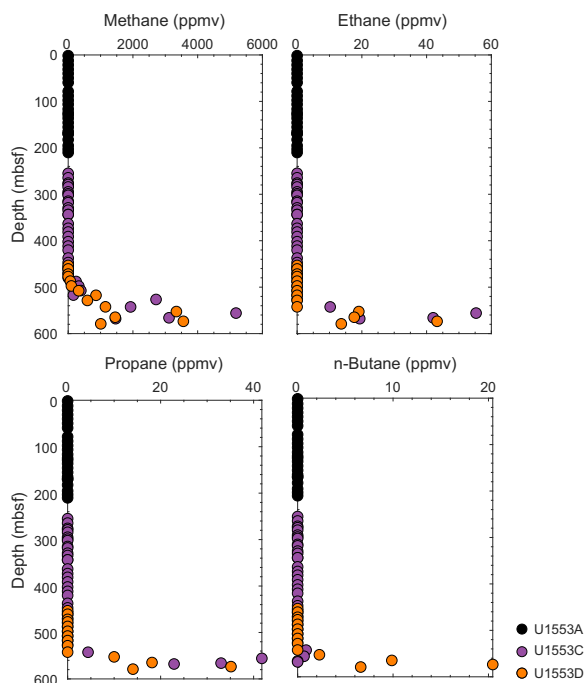 Methane (ppmv)
Ethane (ppmv)
0 2000 4000 6000
0 20 40 60
0
100
200
300
400
500
600
Depth (mbsf)
Propane (ppmv)
n-Butane (ppmv)
0 20 40
0 10 20
0
100
200
300
400
500
600
Depth (mbsf)
U1553A
U1553C
U1553D